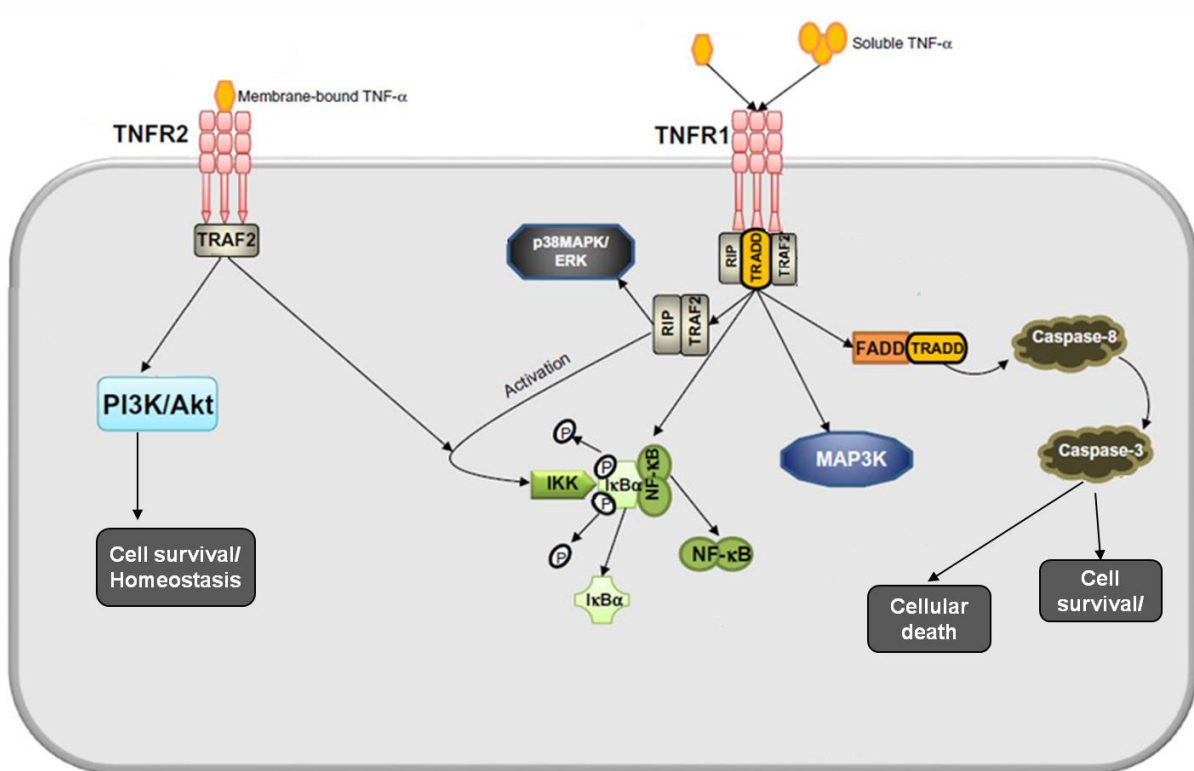 Soluble TNF-α
Membrane-bound TNF-α
TNFR2
TNFR1
TRAF2
p38MAPK/
ERK
RIP
TRADD
TRAF2
RIP
TRAF2
FADD
TRADD
Caspase-8
Activation
PI3K/Akt
P
Caspase-3
MAP3K
IKK
P
IκBα
P
NF-κB
P
NF-κB
Cell survival/
Homeostasis
IκBα
Cellular
death
Cell
survival/